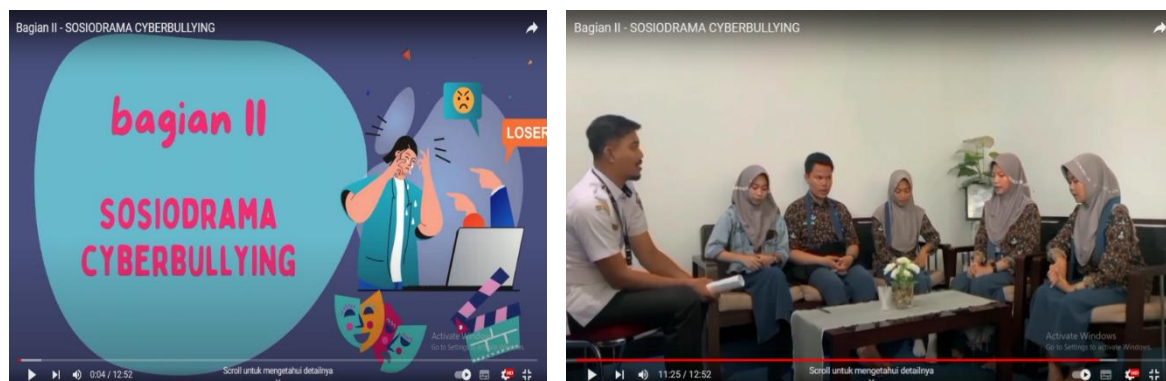 Bagian II - SOSIODRAMA CYBERBULLYING
bagian II
SOSIODRAMA
CYBERBULLYING
LOSER
Activate Windows
Go to Settings to activate Windows.
0:04 / 12:52
Scroll untuk mengetahui detailnya
HD
Bagian II - SOSIODRAMA CYBERBULLYING
Activate Windows
Go to Settings to activate Windows.
11:25 / 12:52
Scroll untuk mengetahui detailnya
HD